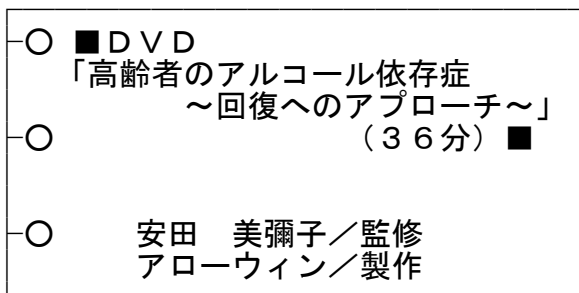 ■ＤＶＤ
「高齢者のアルコール依存症
～回復へのアプローチ～」
（３６分）■
安田　美彌子／監修
アローウィン／製作